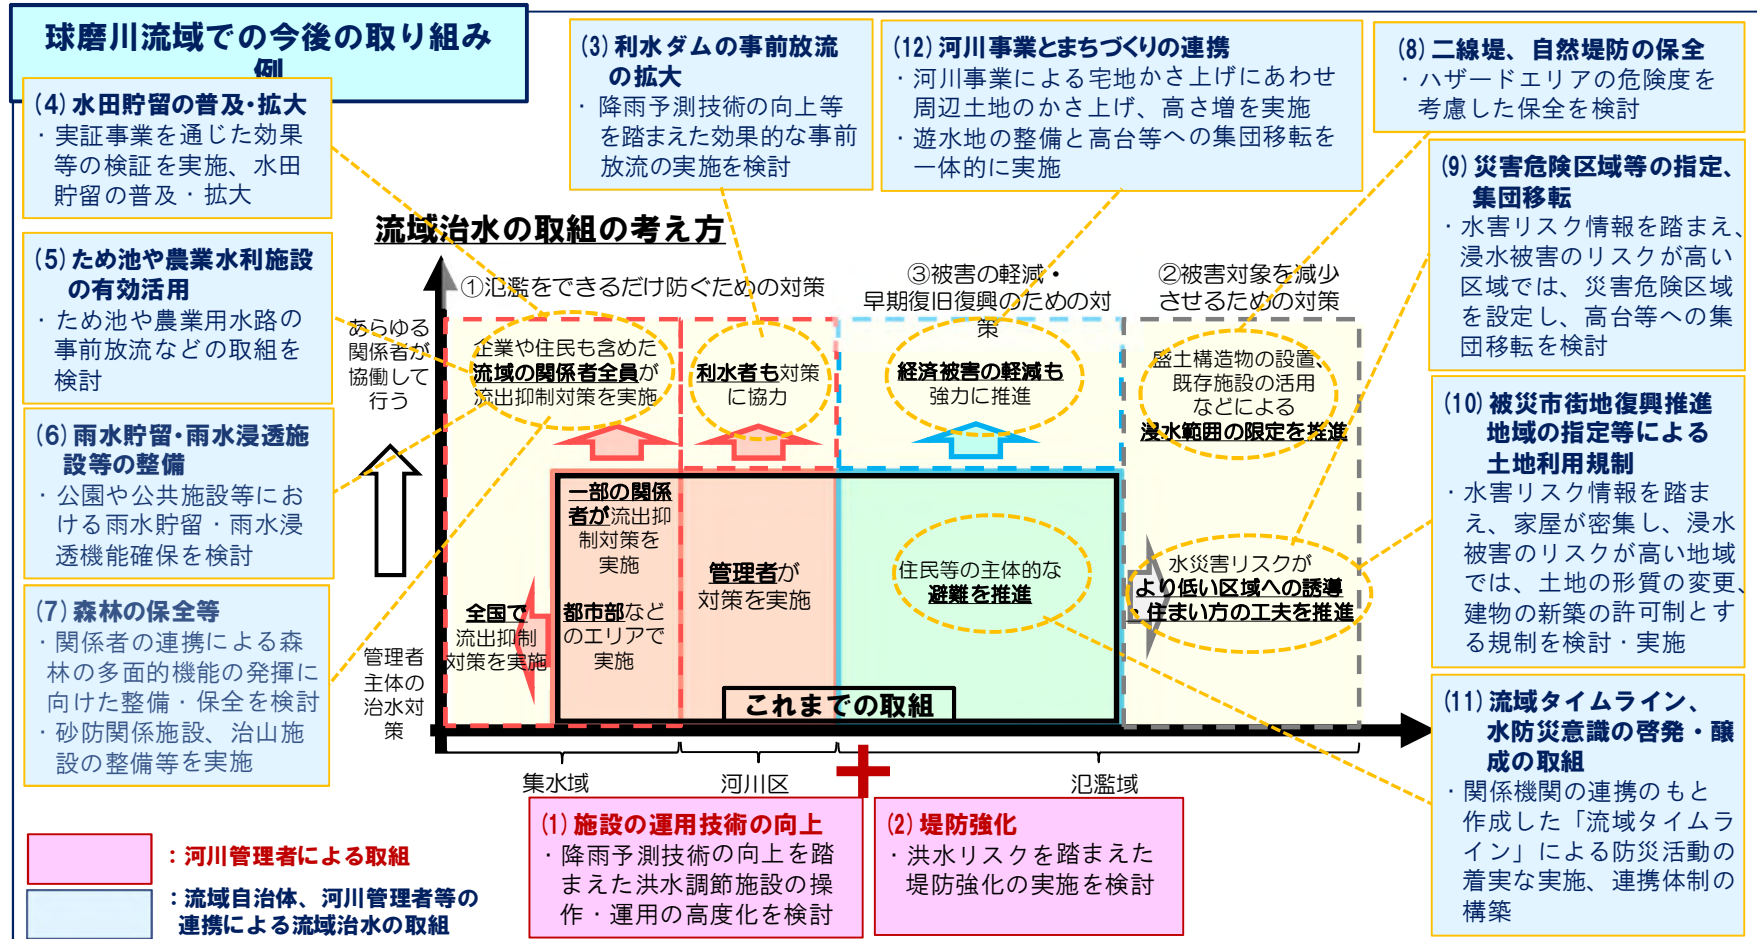 球磨川流域での今後の取り組み
例
(4) 水田貯留の普及・拡大
・実証事業を通じた効果
等の検証を実施、水田
貯留の普及・拡大
(5) ため池や農業水利施設
の有効活用
・ため池や農業用水路の
事前放流などの取組を
検討
(6) 雨水貯留・雨水浸透施
設等の整備
・公園や公共施設等にお
ける雨水貯留・雨水浸
透機能確保を検討
(7) 森林の保全等
・関係者の連携による森
林の多面的機能の発揮に
向けた整備・保全を検討
・砂防関係施設、治山施
設の整備等を実施
(3) 利水ダムの事前放流
の拡大
・降雨予測技術の向上等
を踏まえた効果的な事前
放流の実施を検討
(12) 河川事業とまちづくりの連携
・河川事業による宅地かさ上げにあわせ
周辺土地のかさ上げ、高さ増を実施
・遊水地の整備と高台等への集団移転を
一体的に実施
(8) 二線堤、自然堤防の保全
・ハザードエリアの危険度を
考慮した保全を検討
(9) 災害危険区域等の指定、
集団移転
・水害リスク情報を踏まえ、
浸水被害のリスクが高い
区域では、災害危険区域
を設定し、高台等への集
団移転を検討
(10) 被災市街地復興推進
地域の指定等による
土地利用規制
・水害リスク情報を踏ま
え、家屋が密集し、浸水
被害のリスクが高い地域
では、土地の形質の変更、
建物の新築の許可制とす
る規制を検討・実施
(11) 流域タイムライン、
水防災意識の啓発・醸
成の取組
・関係機関の連携のもと
作成した「流域タイムラ
イン」による防災活動の
着実な実施、連携体制の
構築
流域治水の取組の考え方
①氾濫をできるだけ防ぐための対策
③被害の軽減・
早期復旧復興のための対
策
②被害対象を減少
させるための対策
あらゆる
関係者が
協働して
行う
管理者
主体の
治水対
策
企業や住民も含めた
流域の関係者全員が
流出抑制対策を実施
利水者も対策
に協力
経済被害の軽減も
強力に推進
盛土構造物の設置、
既存施設の活用
などによる
浸水範囲の限定を推進
一部の関係
者が流出抑
制対策を
実施
都市部など
のエリアで
実施
全国で
流出抑制
対策を実施
管理者が
対策を実施
住民等の主体的な
避難を推進
水災害リスクが
より低い区域への誘導
・住まい方の工夫を推進
これまでの取組
集水域
河川区
氾濫域
(1) 施設の運用技術の向上
・降雨予測技術の向上を踏
まえた洪水調節施設の操
作・運用の高度化を検討
(2) 堤防強化
・洪水リスクを踏まえた
堤防強化の実施を検討
：河川管理者による取組
：流域自治体、河川管理者等の
連携による流域治水の取組